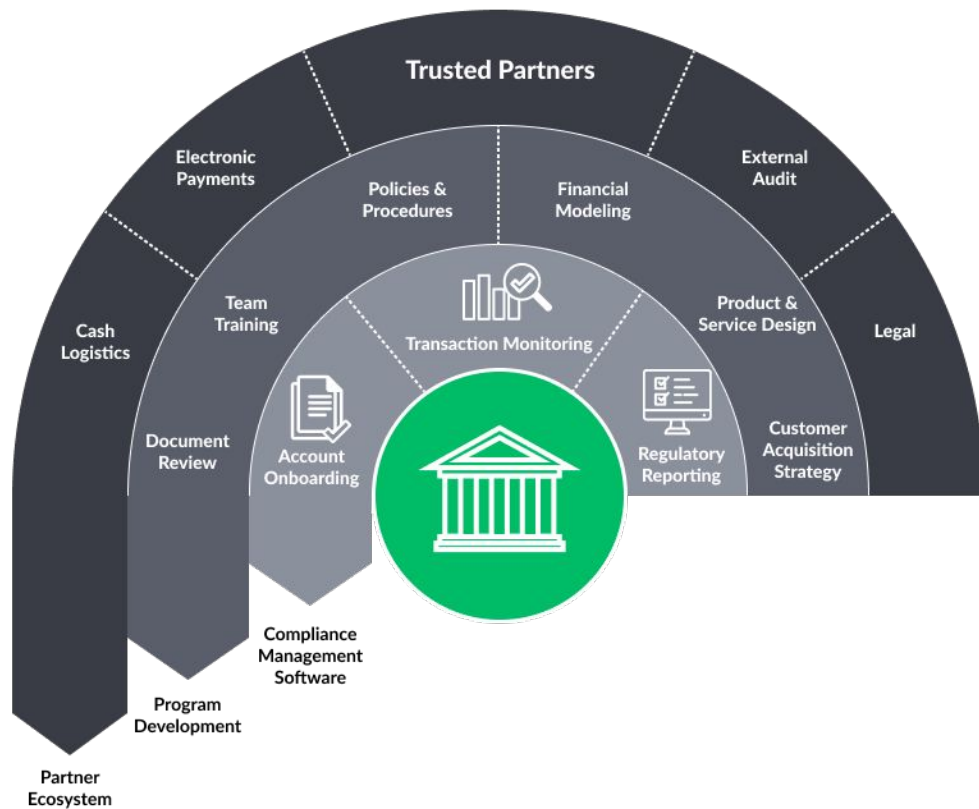 Trusted Partners
Electronic
Payments
External
Audit
Policies &
Procedures
Financial
Modeling
Team
Training
Product &
Service Design
Cash
Logistics
Legal
Transaction Monitoring
Document
Review
Account
Onboarding
Regulatory
Reporting
Customer
Acquisition
Strategy
Compliance
Management
Software
Program
Development
Partner
Ecosystem